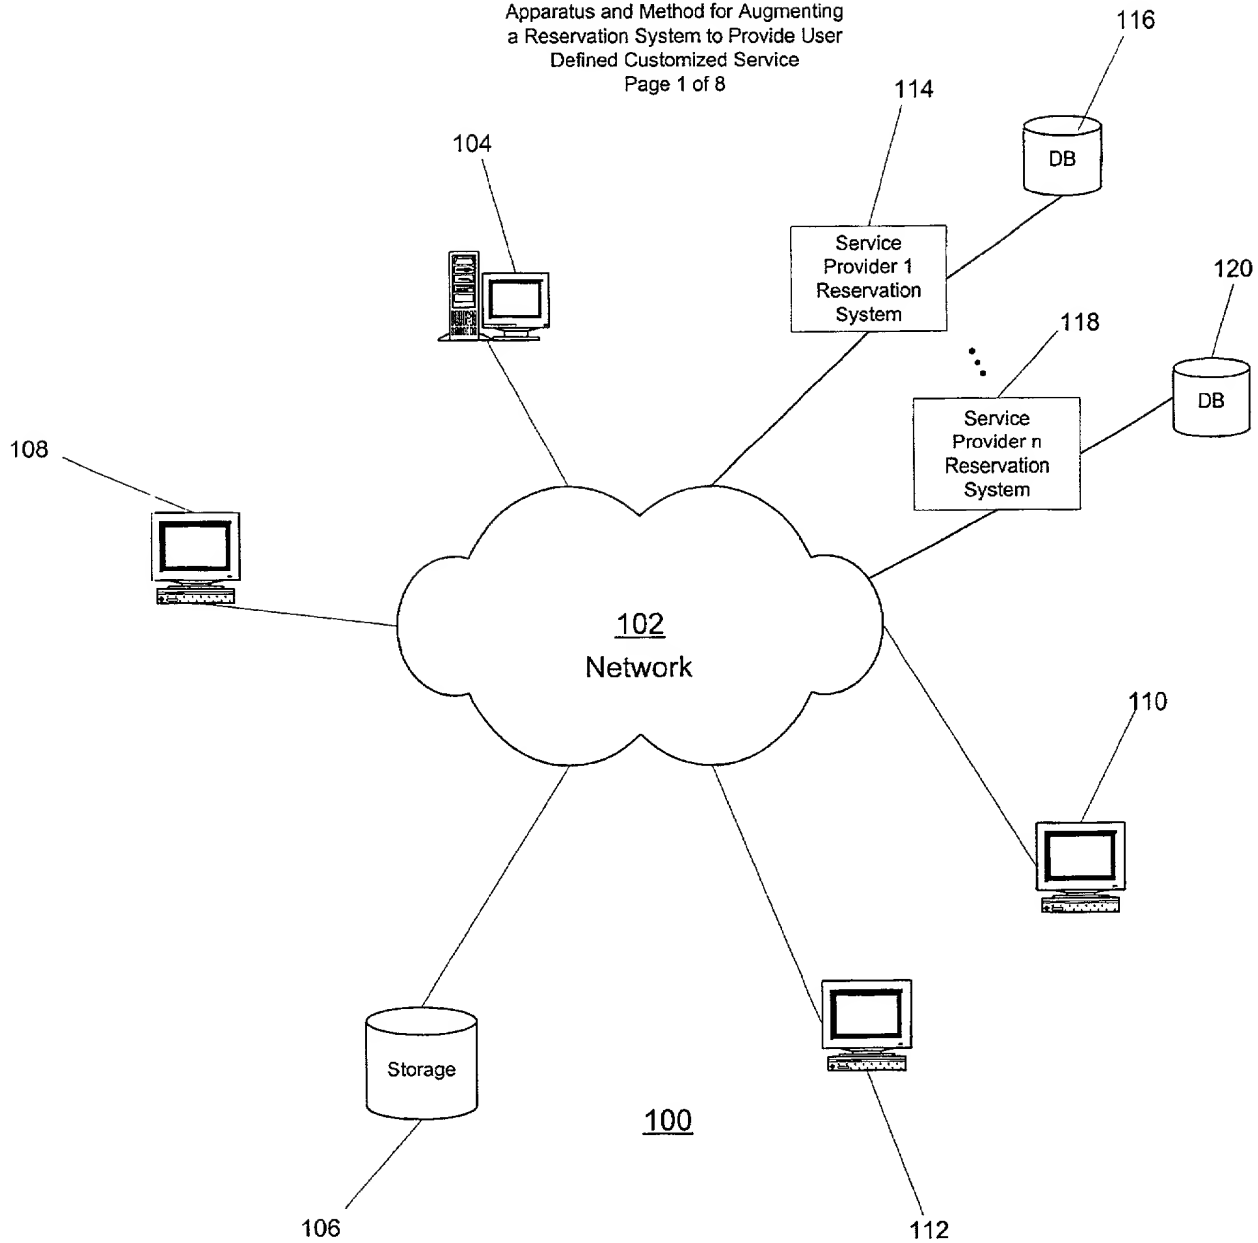 Apparatus and Method for Augmenting
a Reservation System to Provide User
Defined Customized Service
Page 1 of 8
116
114
104
DB
Service
Provider 1
Reservation
System
120
118
DB
Service
Provider n
Reservation
System
108
102
Network
110
Storage
100
106
112